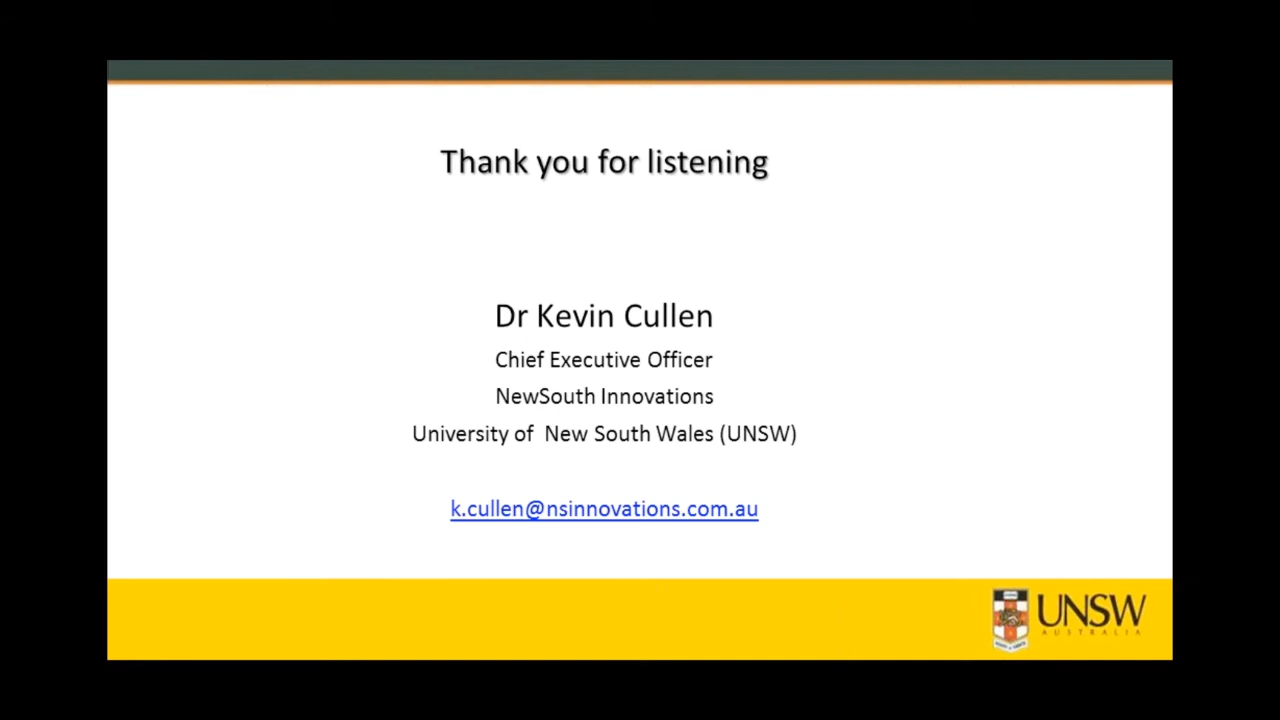 Thank you for listening
Dr Kevin Cullen
Chief Executive Officer
NewSouth Innovations
University of New South Wales (UNSW)
k.cullen@nsinnovations.com.au
UNSW
AUSTRALIA